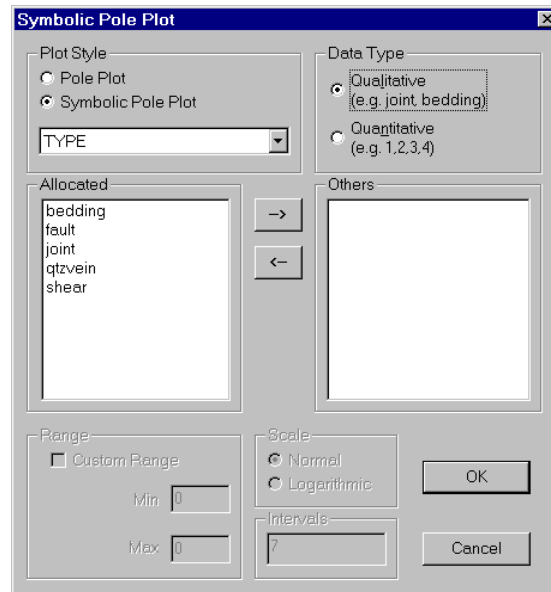 Symbolic Pole Plot
Plot Style
Pole Plot
Symbolic Pole Plot
TYPE
Data Type
Qualitative
(e.g. joint, bedding)
Quantitative
(e.g. 1,2,3,4)
Allocated
bedding
fault
joint
qtzvein
shear
-->
<--
Others
Range
Custom Range
Min 0
Max 0
Scale
Normal
Logarithmic
Intervals
7
OK
Cancel